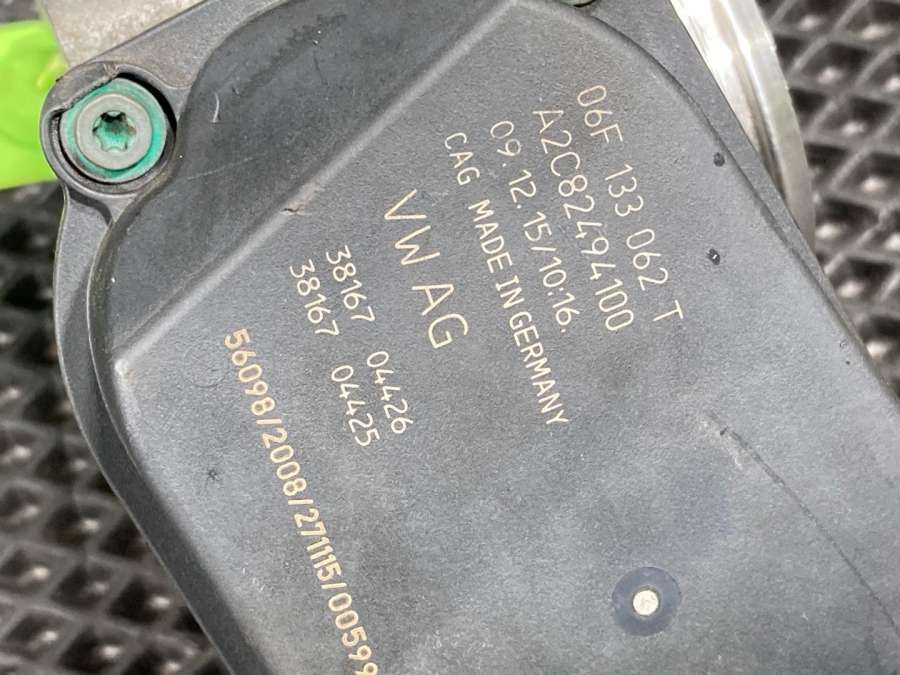 06F 133 062 T
A2C82494100
09.12.15/10:16.
CAG MADE IN GERMANY
VW AG
38167 04426
38167 04425
56098/2008/271115/00599